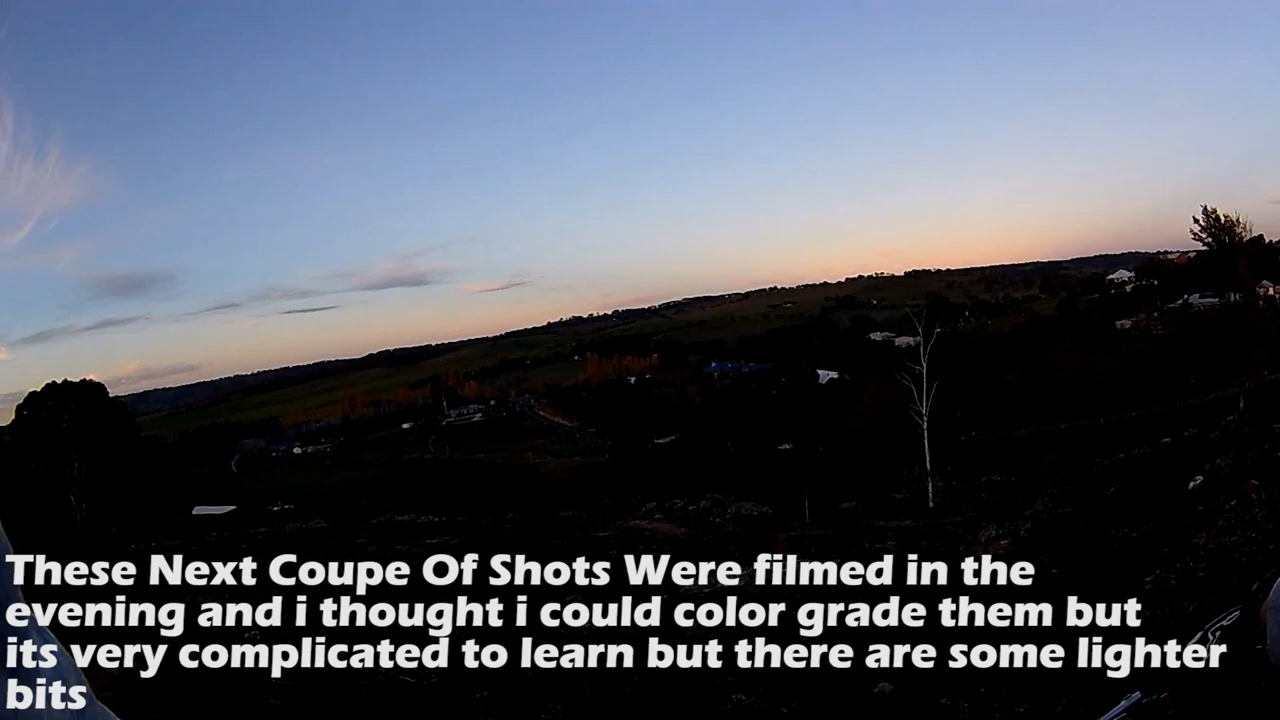 These Next Coupe Of Shots Were filmed in the
evening and i thought i could color grade them but
its very complicated to learn but there are some lighter
bits